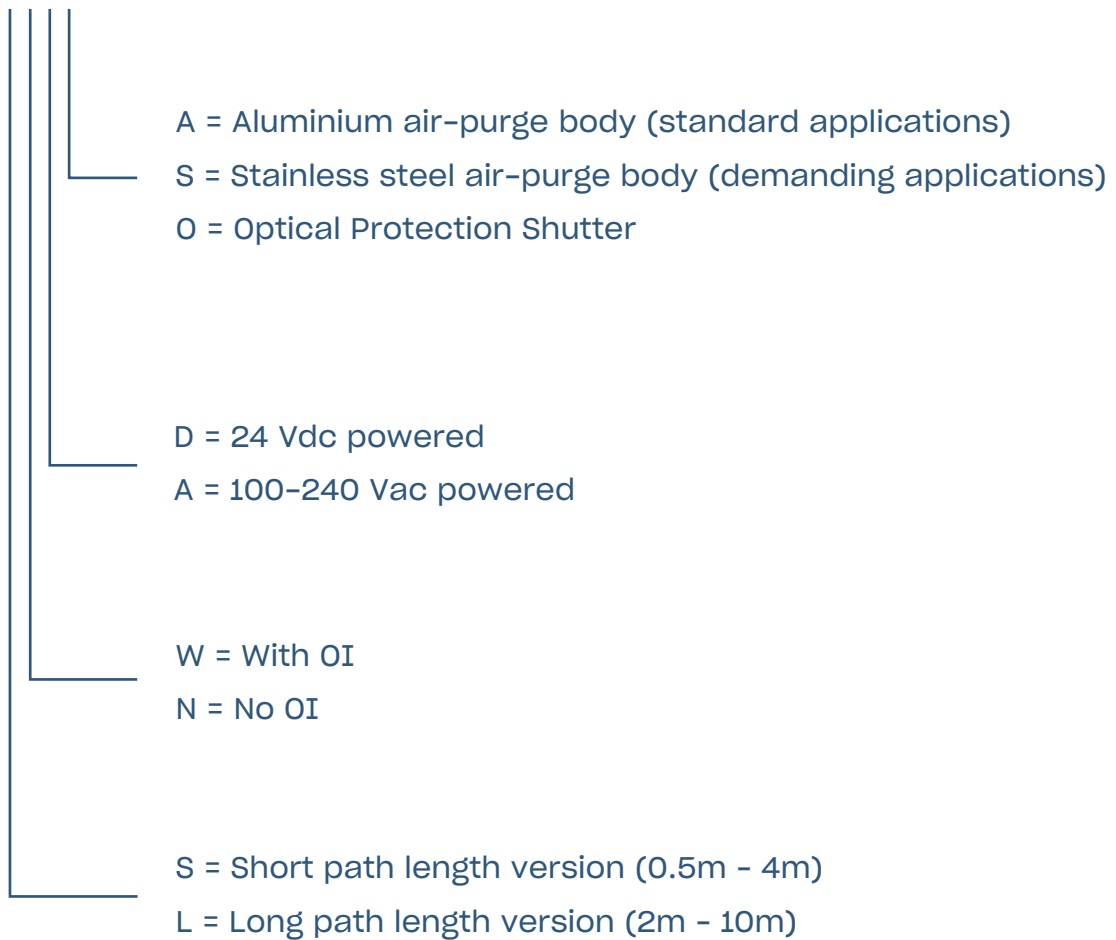 A = Aluminium air-purge body (standard applications)
S = Stainless steel air-purge body (demanding applications)
O = Optical Protection Shutter
D = 24 Vdc powered
A = 100-240 Vac powered
W = With OI
N = No OI
S = Short path length version (0.5m - 4m)
L = Long path length version (2m - 10m)